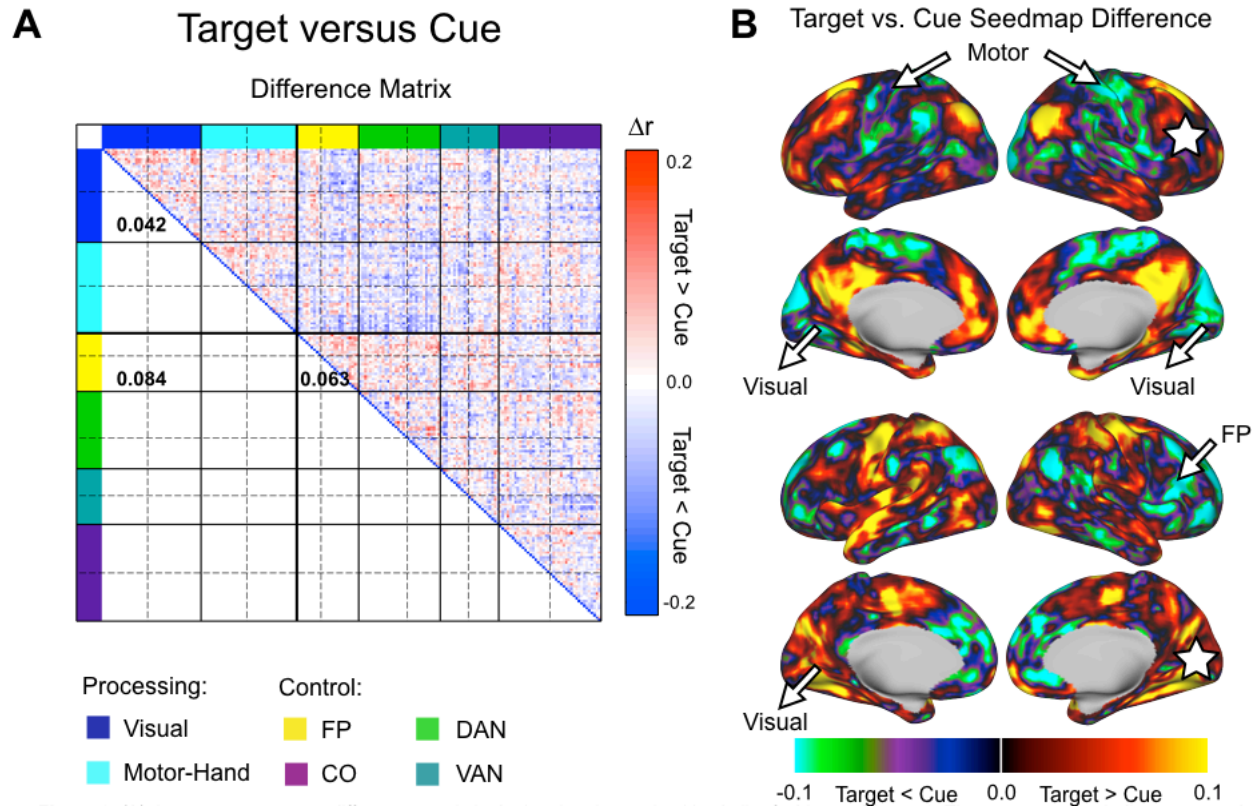 A
Target versus Cue
Difference Matrix
Δr
0.2
Target > Cue
0.0
Target < Cue
-0.2
0.042
0.084
0.063
Processing:
Control:
Visual
FP
DAN
Motor-Hand
CO
VAN
B
Target vs. Cue Seedmap Difference
Motor
Visual
Visual
FP
Visual
-0.1
Target < Cue
0.0
Target > Cue
0.1